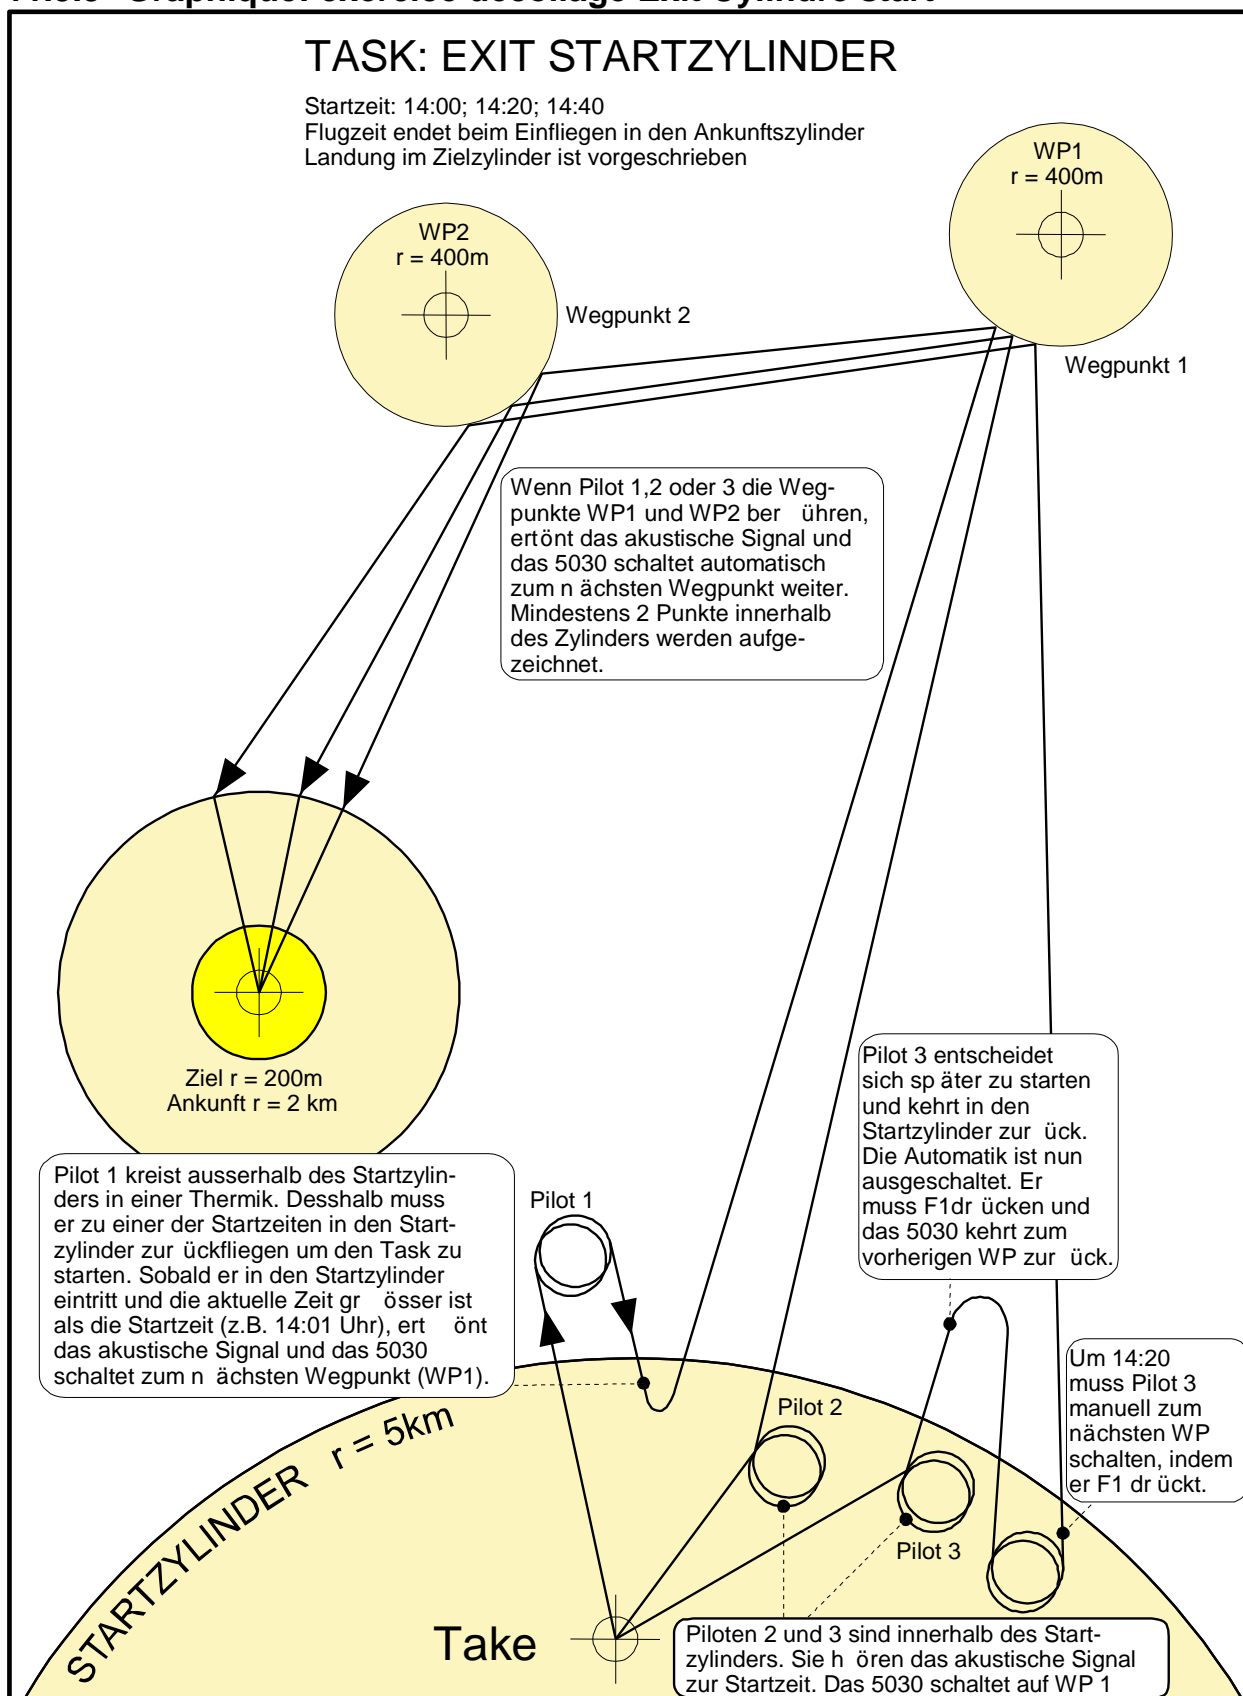 TASK: EXIT STARTZYLINDER
Startzeit: 14:00; 14:20; 14:40
Flugzeit endet beim Einfliegen in den Ankunftszylinder
Landung im Zielzylinder ist vorgeschrieben
WP1
r = 400m
WP2
r = 400m
Wegpunkt 2
Wegpunkt 1
Wenn Pilot 1,2 oder 3 die Weg-
punkte WP1 und WP2 ber ühren,
ertönt das akustische Signal und
das 5030 schaltet automatisch
zum n ächsten Wegpunkt weiter.
Mindestens 2 Punkte innerhalb
des Zylinders werden aufge-
zeichnet.
Ziel r = 200m
Ankunft r = 2 km
Pilot 3 entscheidet
sich sp äter zu starten
und kehrt in den
Startzylinder zur ück.
Die Automatik ist nun
ausgeschaltet. Er
muss F1dr ücken und
das 5030 kehrt zum
vorherigen WP zur ück.
Pilot 1 kreist ausserhalb des Startzylin-
ders in einer Thermik. Desshalb muss
er zu einer der Startzeiten in den Start-
zylinder zur ückfliegen um den Task zu
starten. Sobald er in den Startzylinder
eintritt und die aktuelle Zeit gr össer ist
als die Startzeit (z.B. 14:01 Uhr), ert önt
das akustische Signal und das 5030
schaltet zum n ächsten Wegpunkt (WP1).
Pilot 1
Um 14:20
muss Pilot 3
manuell zum
nächsten WP
schalten, indem
er F1 dr ückt.
Pilot 2
Pilot 3
STARTZYLINDER r = 5km
Take
Piloten 2 und 3 sind innerhalb des Start-
zylinders. Sie h ören das akustische Signal
zur Startzeit. Das 5030 schaltet auf WP 1